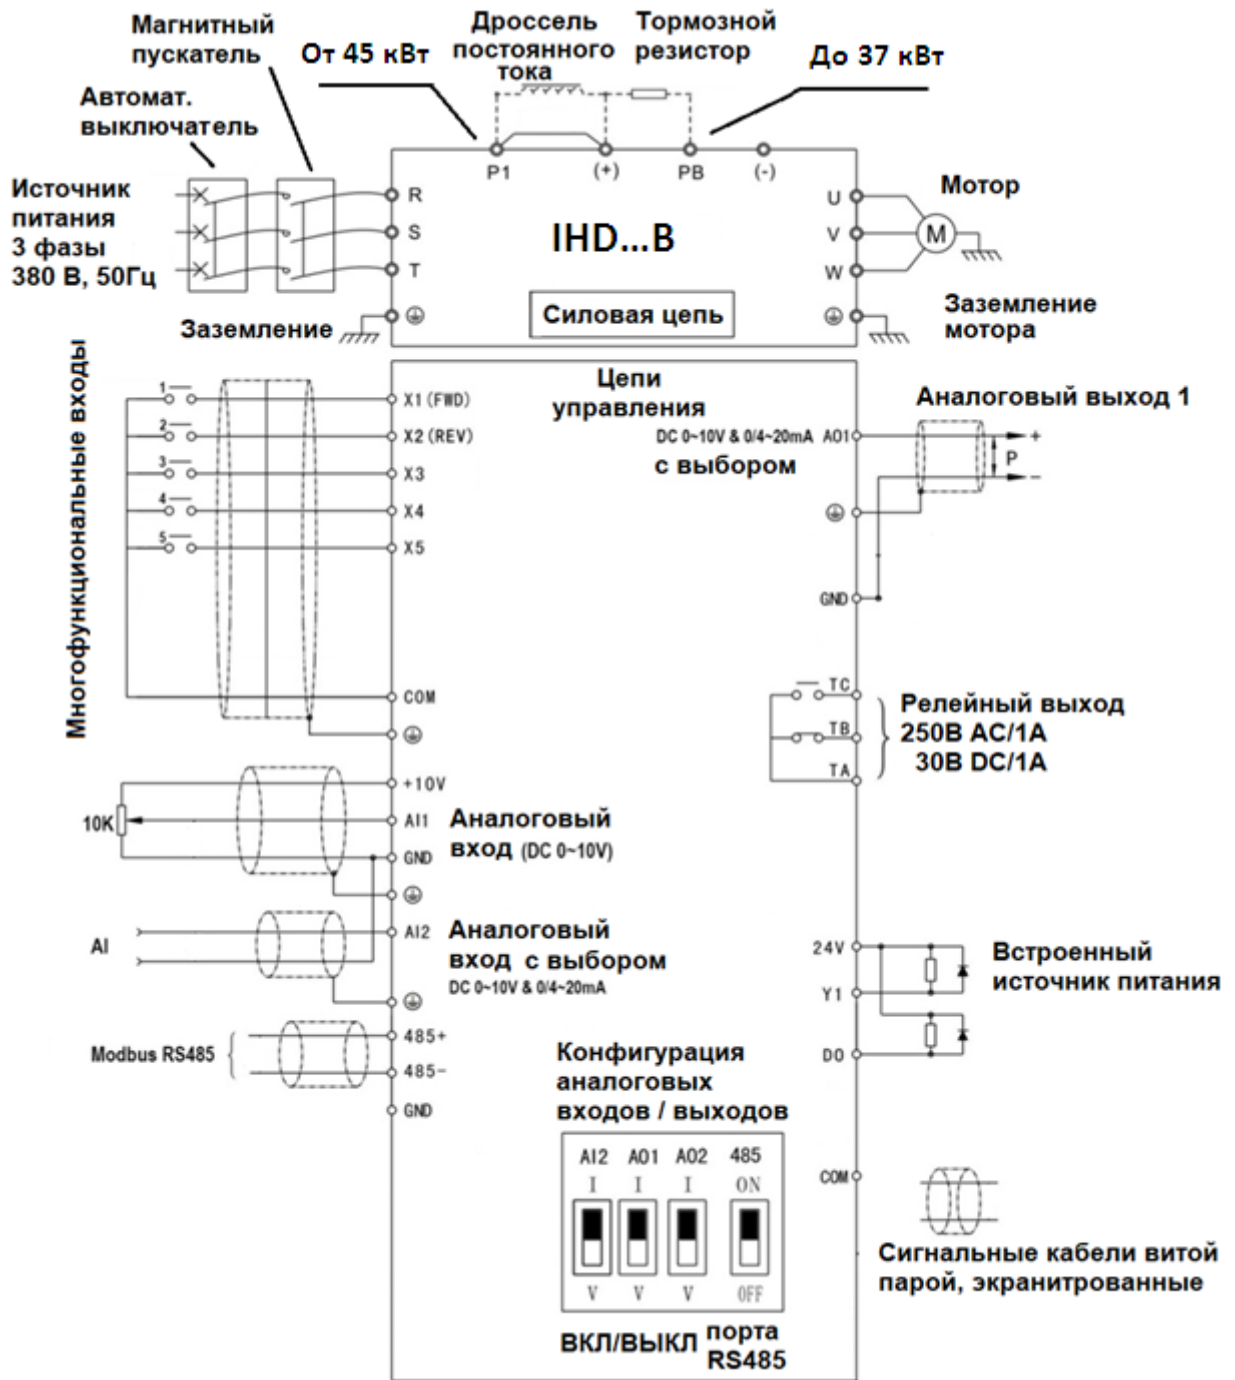 Магнитный
пускатель
От 45 кВт
Дроссель
постоянного
тока
Тормозной
резистор
До 37 кВт
Автомат.
выключатель
P1
(+)
PB
(-)
Источник
питания
3 фазы
380 В, 50Гц
R
S
T
IHD...B
U
V
W
M
Мотор
Силовая цепь
Заземление
Заземление
мотора
Многофункциональные входы
1
2
3
4
5
X1(FWD)
X2(REV)
X3
X4
X5
COM
Цепи
управления
DC 0~10V & 0/4~20mA AO1
с выбором
Аналоговый выход 1
+
P
−
GND
TC
TB
TA
Релейный выход
250В AC/1A
30В DC/1A
+10V
10K
AI1
GND
Аналоговый
вход (DC 0~10V)
AI
AI2
Аналоговый
вход с выбором
DC 0~10V & 0/4~20mA
24V
Y1
DO
Встроенный
источник питания
Modbus RS485
485+
485−
GND
Конфигурация
аналоговых
входов / выходов
AI2 AO1 AO2 485
I I I ON
V V V OFF
ВКЛ/ВЫКЛ порта
RS485
COM
Сигнальные кабели витой
парой, экранитрованные